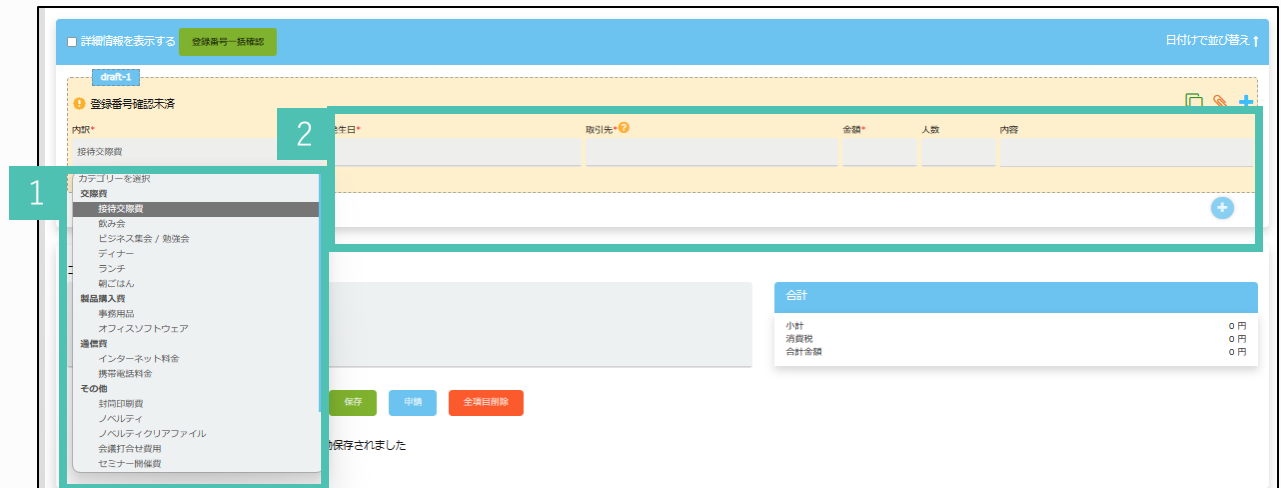 詳細情報を表示する 登録番号一括確認 日付けで並び替え↑
draft-1
登録番号確認未済
2
内訳* 生日* 取引先* 金額* 人数 内容
接待交際費
1
カテゴリーを選択
交際費
接待交際費
飲み会
ビジネス集会 / 勉強会
ディナー
ランチ
朝ごはん
製品購入費
事務用品
オフィスソフトウェア
通信費
インターネット料金
携帯電話料金
その他
封筒印刷費
ノベルティ
ノベルティクリアファイル
会議打合せ費用
セミナー開催費
合計
小計 0 円
消費税 0 円
合計金額 0 円
保存 申請 全項目削除
保存されました